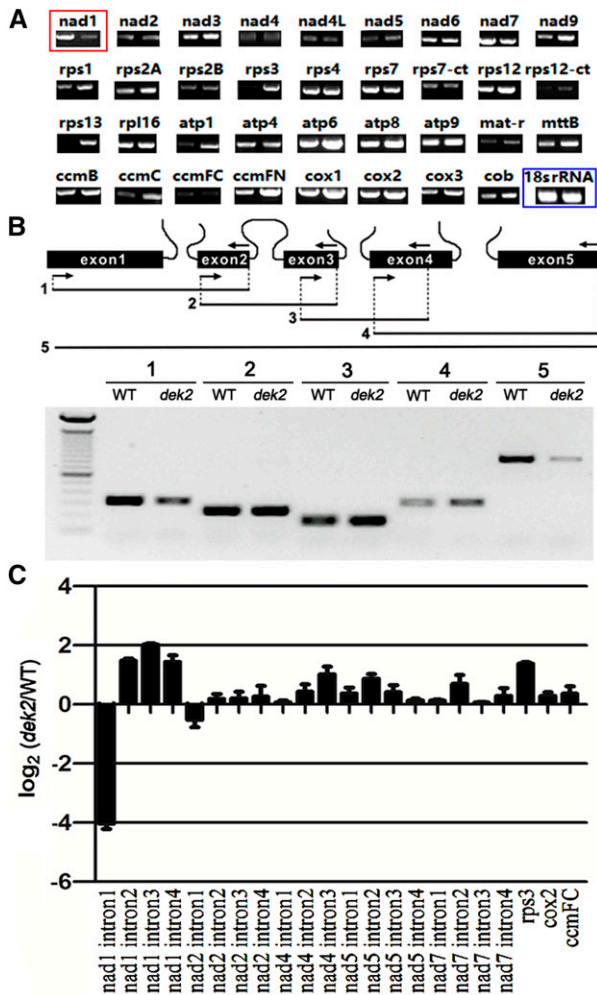 A
nad1 nad2 nad3 nad4 nad4L nad5 nad6 nad7 nad9
rps1 rps2A rps2B rps3 rps4 rps7 rps7-ct rps12 rps12-ct
rps13 rpl16 atp1 atp4 atp6 atp8 atp9 mat-r mttB
ccmB ccmC ccmFC ccmFN cox1 cox2 cox3 cob 18srRNA
B
exon1 exon2 exon3 exon4 exon5
1
2
3
4
5
1 2 3 4 5
WT dek2 WT dek2 WT dek2 WT dek2 WT dek2
C
log2 (dek2/WT)
4
2
0
-2
-4
-6
nad1 intron1
nad1 intron2
nad1 intron3
nad1 intron4
nad2 intron1
nad2 intron2
nad2 intron3
nad2 intron4
nad4 intron1
nad4 intron2
nad4 intron3
nad5 intron1
nad5 intron2
nad5 intron3
nad5 intron4
nad7 intron1
nad7 intron2
nad7 intron3
nad7 intron4
rps3
cox2
ccmFC